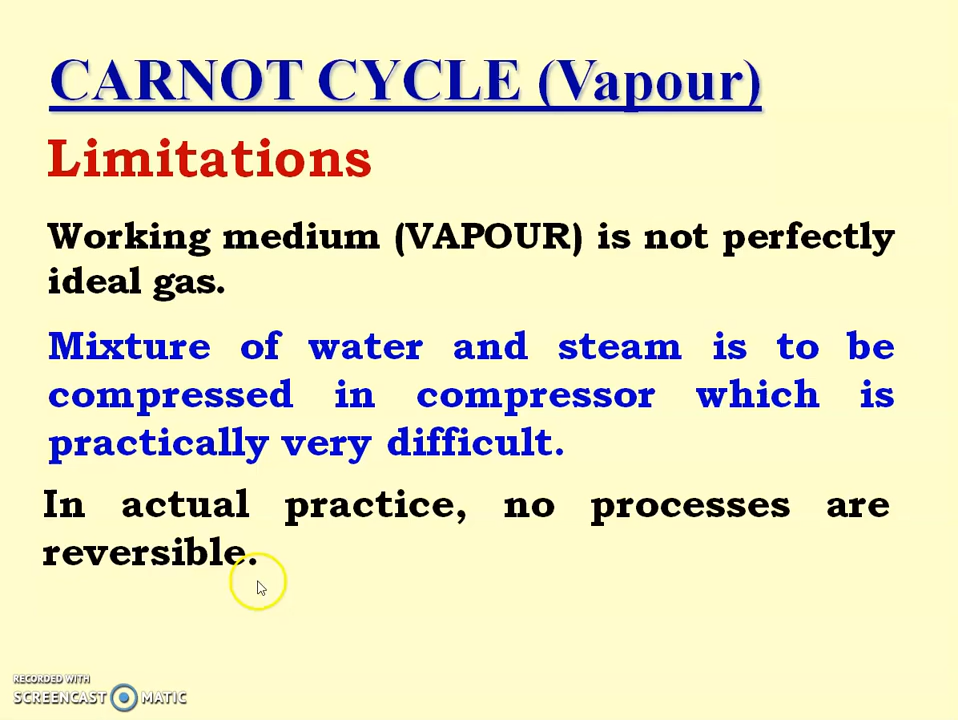 CARNOT CYCLE (Vapour)
Limitations
Working medium (VAPOUR) is not perfectly
ideal gas.
Mixture of water and steam is to be
compressed in compressor which is
practically very difficult.
In actual practice, no processes are
reversible.
RECORDED WITH
SCREENCAST MATIC